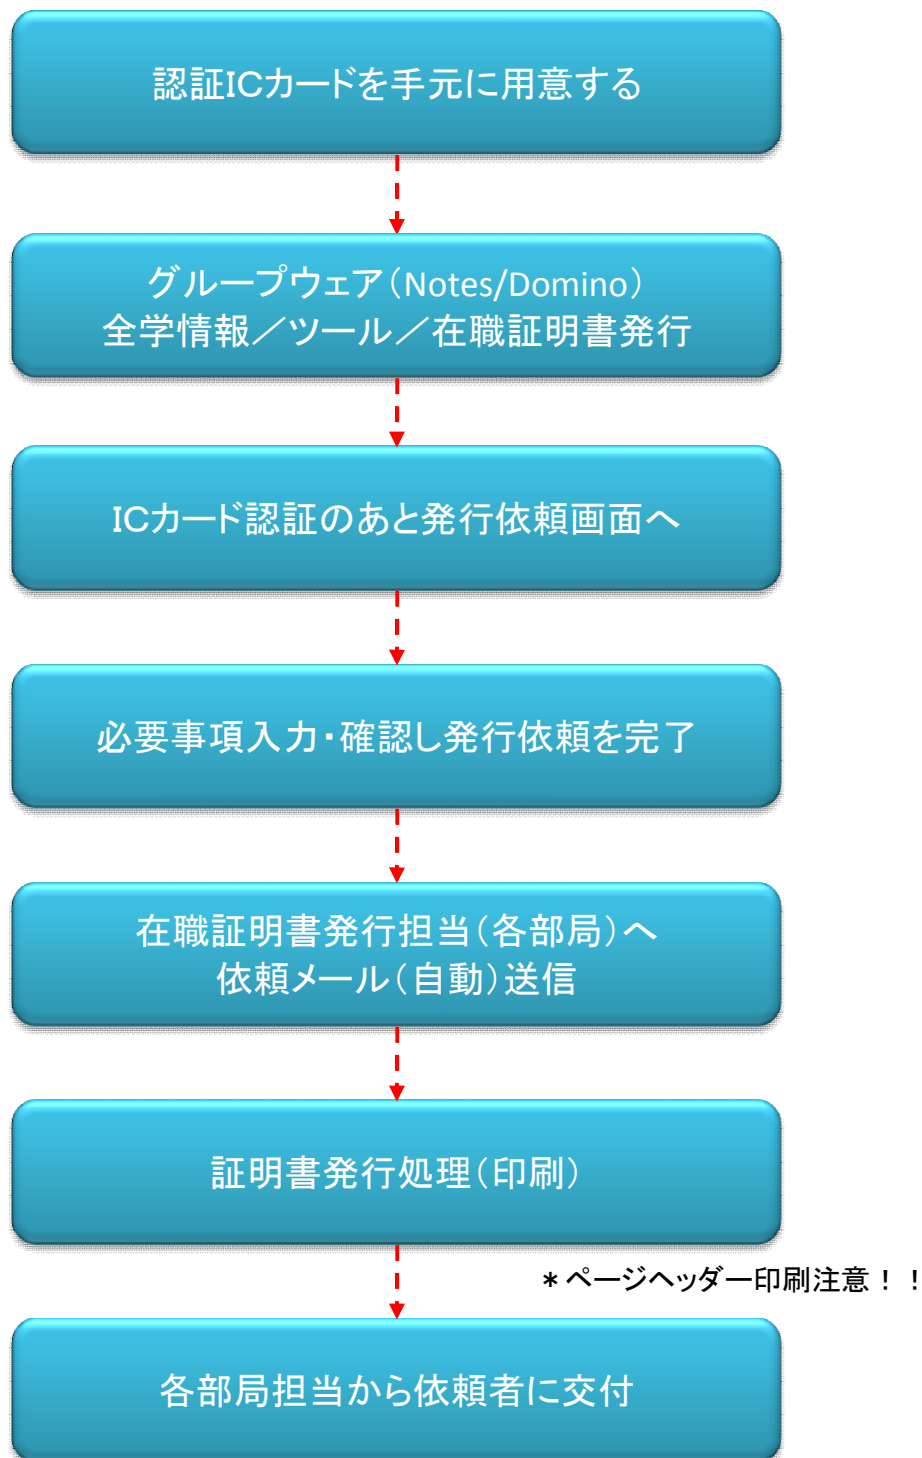 認証ICカードを手元に用意する
グループウェア（Notes/Domino）
全学情報／ツール／在職証明書発行
ICカード認証のあと発行依頼画面へ
必要事項入力・確認し発行依頼を完了
在職証明書発行担当（各部局）へ
依頼メール（自動）送信
証明書発行処理（印刷）
＊ページヘッダー印刷注意！！
各部局担当から依頼者に交付